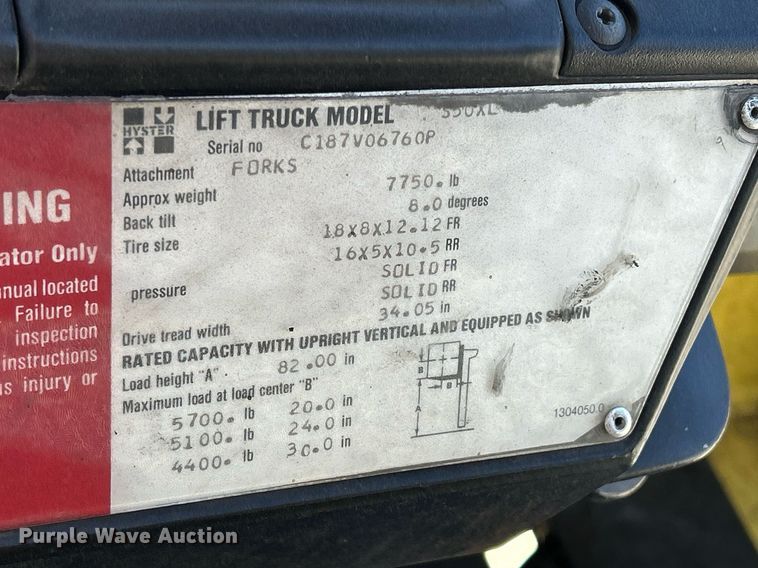 HYSTER
LIFT TRUCK MODEL S50XL
Serial no C187V06760P
Attachment FORKS
Approx weight 7750. lb
Back tilt 8.0 degrees
Tire size 18X8X12.12 FR
16X5X10.5 RR
pressure SOLID FR
SOLID RR
Drive tread width 34.05 in
RATED CAPACITY WITH UPRIGHT VERTICAL AND EQUIPPED AS SHOWN
Load height "A" 82.00 in
Maximum load at load center "B"
5700. lb 20.0 in
5100. lb 24.0 in
4400. lb 30.0 in
B
B
A
1304050.0
ING
ator Only
anual located
Failure to
inspection
instructions
us injury or
Purple Wave Auction